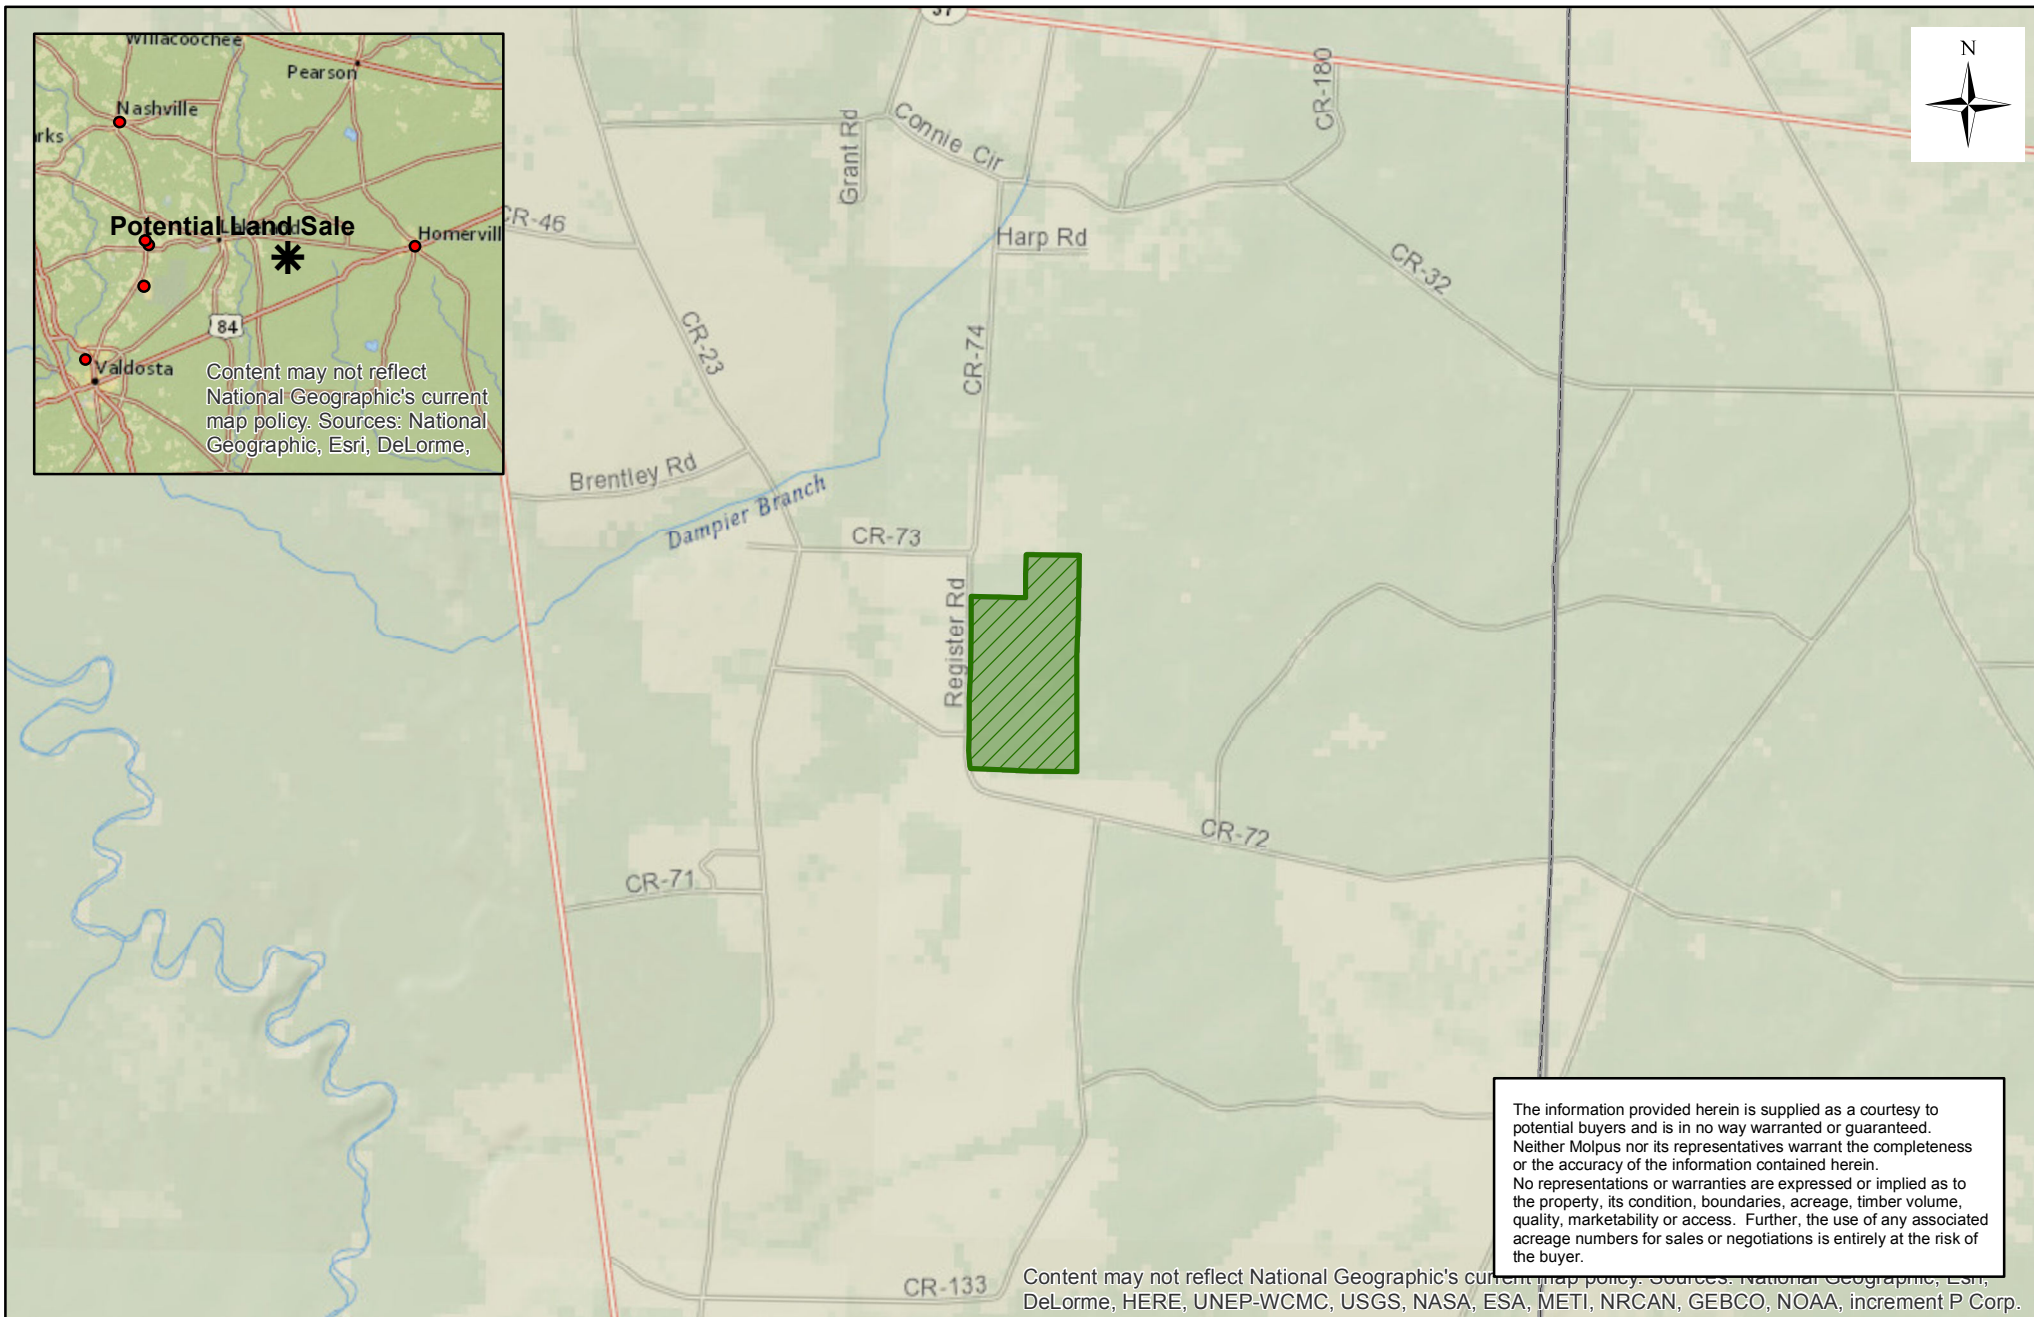 37
N
Willacoochee
Pearson
Nashville
rks
Potential Land Sale
Homervill
84
Valdosta
Content may not reflect
National Geographic's current
map policy. Sources: National
Geographic, Esri, DeLorme,
CR-180
Grant Rd
Connie Cir
CR-46
Harp Rd
CR-32
CR-23
CR-74
Brentley Rd
Dampier Branch
CR-73
Register Rd
CR-72
CR-71
CR-133
The information provided herein is supplied as a courtesy to
potential buyers and is in no way warranted or guaranteed.
Neither Molpus nor its representatives warrant the completeness
or the accuracy of the information contained herein.
No representations or warranties are expressed or implied as to
the property, its condition, boundaries, acreage, timber volume,
quality, marketability or access. Further, the use of any associated
acreage numbers for sales or negotiations is entirely at the risk of
the buyer.
Content may not reflect National Geographic's current map policy. Sources: National Geographic, Esri,
DeLorme, HERE, UNEP-WCMC, USGS, NASA, ESA, METI, NRCAN, GEBCO, NOAA, increment P Corp.